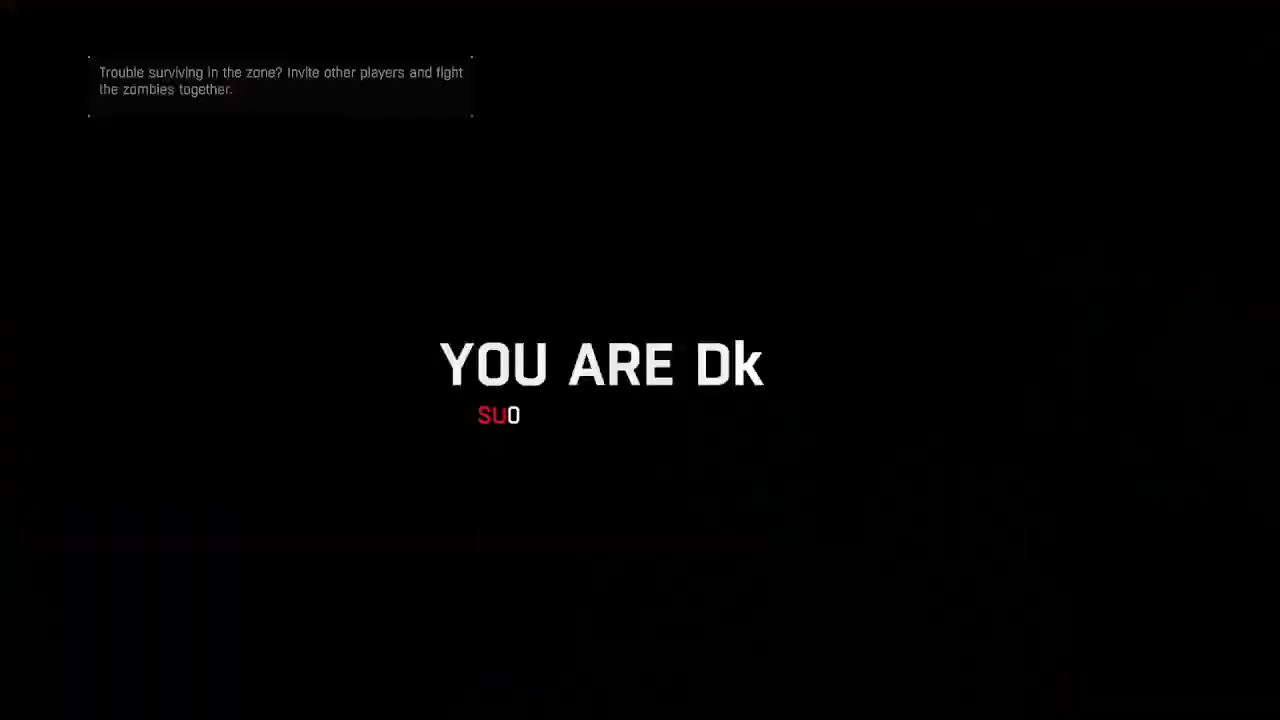 Trouble surviving in the zone? Invite other players and fight
the zombies together.
YOU ARE Dk
SU0